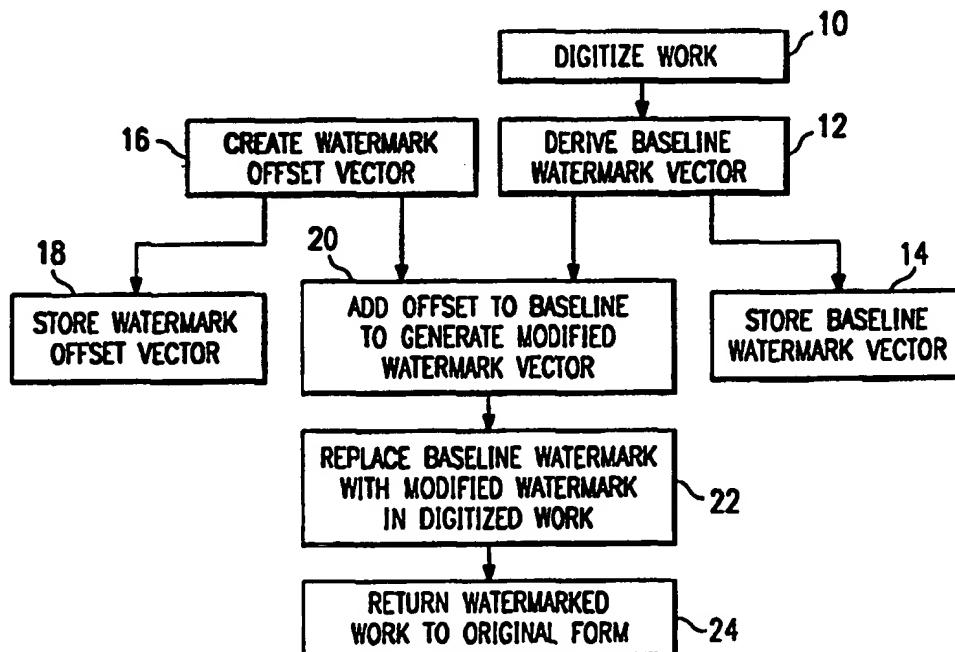 10
DIGITIZE WORK
16
CREATE WATERMARK
OFFSET VECTOR
DERIVE BASELINE
WATERMARK VECTOR
12
18
STORE WATERMARK
OFFSET VECTOR
20
ADD OFFSET TO BASELINE
TO GENERATE MODIFIED
WATERMARK VECTOR
14
STORE BASELINE
WATERMARK VECTOR
REPLACE BASELINE WATERMARK
WITH MODIFIED WATERMARK
IN DIGITIZED WORK
22
RETURN WATERMARKED
WORK TO ORIGINAL FORM
24